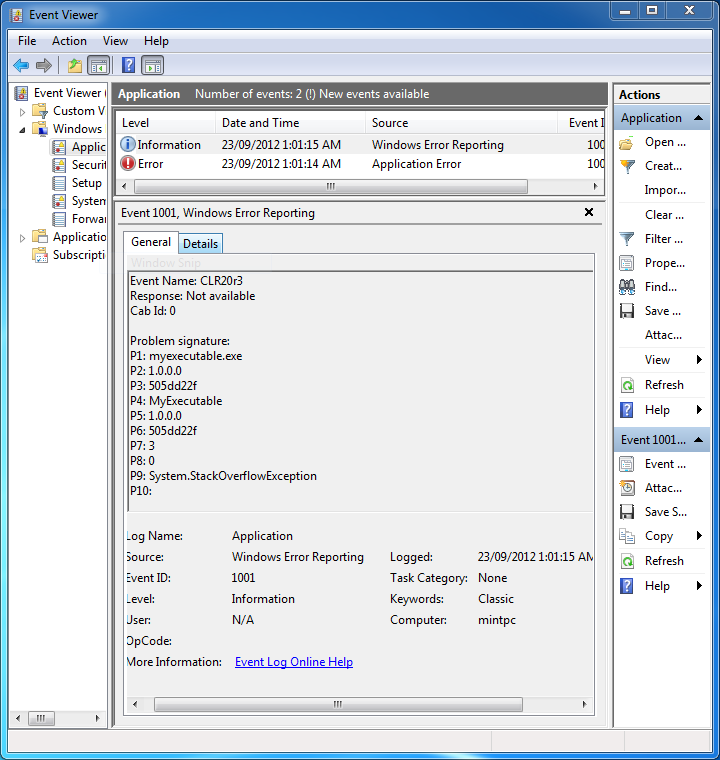 Event Viewer
File Action View Help
Event Viewer (
Custom V
Windows
Applic
Securit
Setup
System
Forwar
Applicatio
Subscripti
Application Number of events: 2 (!) New events available
Level Date and Time Source Event I
Information 23/09/2012 1:01:15 AM Windows Error Reporting 100
Error 23/09/2012 1:01:14 AM Application Error 100
Event 1001, Windows Error Reporting
General Details
Window Snip
Event Name: CLR20r3
Response: Not available
Cab Id: 0
Problem signature:
P1: myexecutable.exe
P2: 1.0.0.0
P3: 505dd22f
P4: MyExecutable
P5: 1.0.0.0
P6: 505dd22f
P7: 3
P8: 0
P9: System.StackOverflowException
P10:
Log Name: Application
Source: Windows Error Reporting Logged: 23/09/2012 1:01:15 AM
Event ID: 1001 Task Category: None
Level: Information Keywords: Classic
User: N/A Computer: mintpc
OpCode:
More Information: Event Log Online Help
Actions
Application
Open ...
Creat...
Impor...
Clear ...
Filter ...
Prope...
Find...
Save ...
Attac...
View
Refresh
Help
Event 1001...
Event ...
Attac...
Save S...
Copy
Refresh
Help